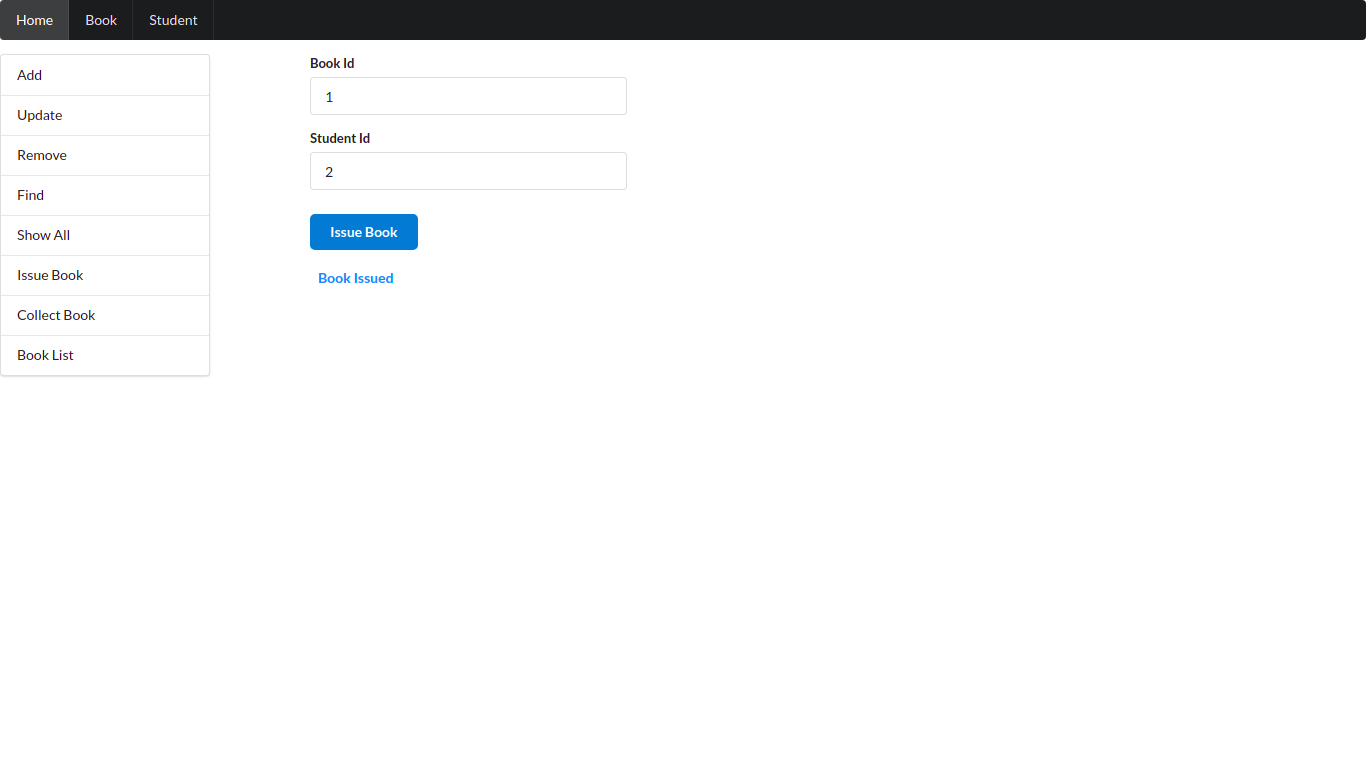 Home Book Student
Add
Update
Remove
Find
Show All
Issue Book
Collect Book
Book List
Book Id
1
Student Id
2
Issue Book
Book Issued